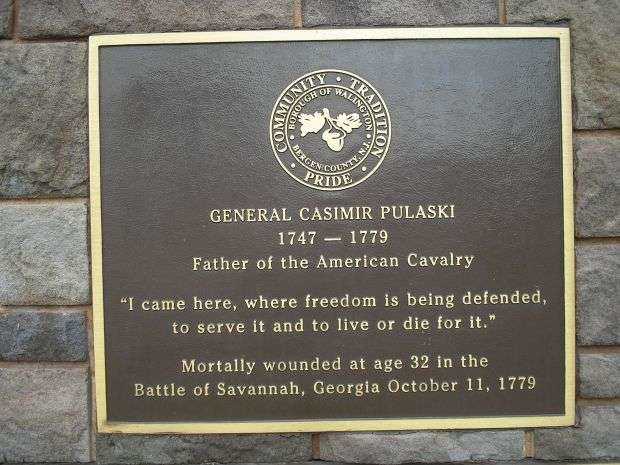 COMMUNITY • TRADITION • PRIDE •
• BOROUGH OF WALLINGTON •
BERGEN COUNTY, N.J.
GENERAL CASIMIR PULASKI
1747 — 1779
Father of the American Cavalry
“I came here, where freedom is being defended,
to serve it and to live or die for it.”
Mortally wounded at age 32 in the
Battle of Savannah, Georgia October 11, 1779